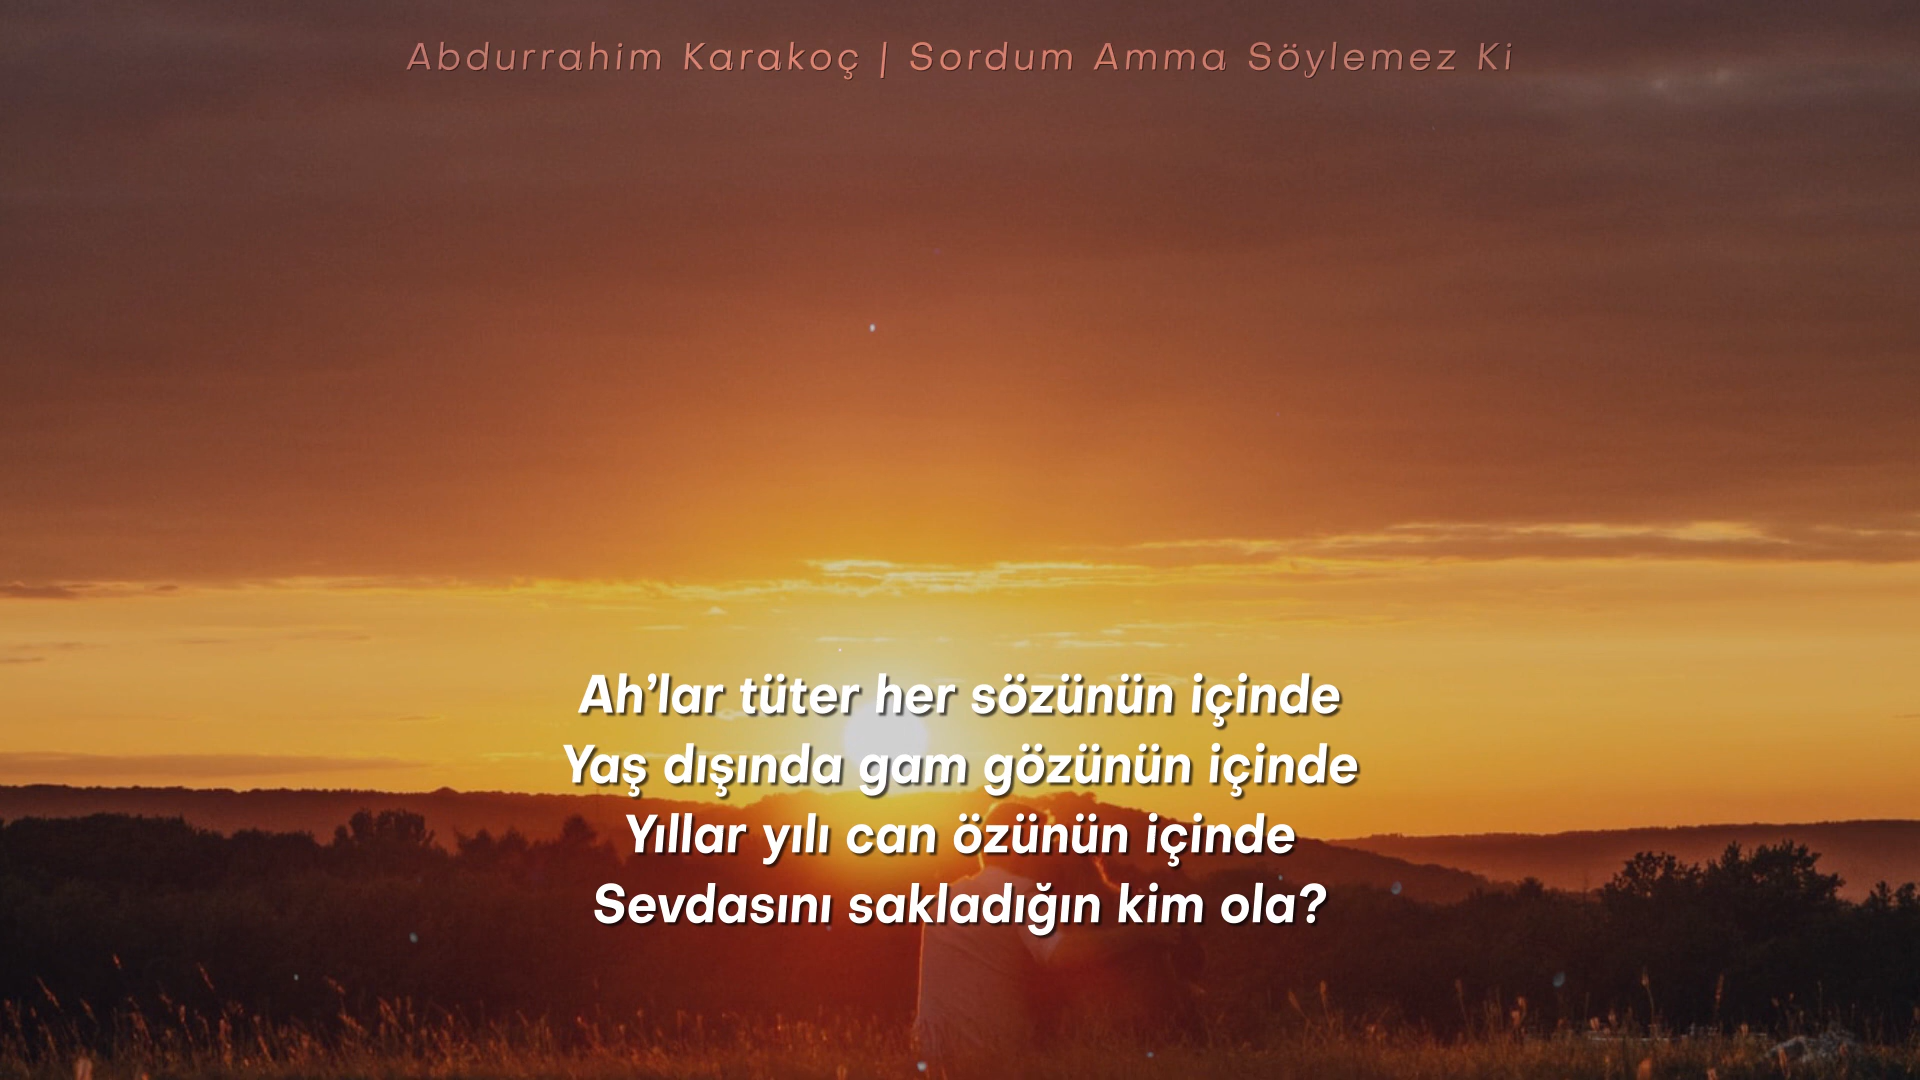 Abdurrahim Karakoç | Sordum Amma Söylemez Ki
Ah’lar tüter her sözünün içinde
Yaş dışında gam gözünün içinde
Yıllar yılı can özünün içinde
Sevdasını sakladığın kim ola?